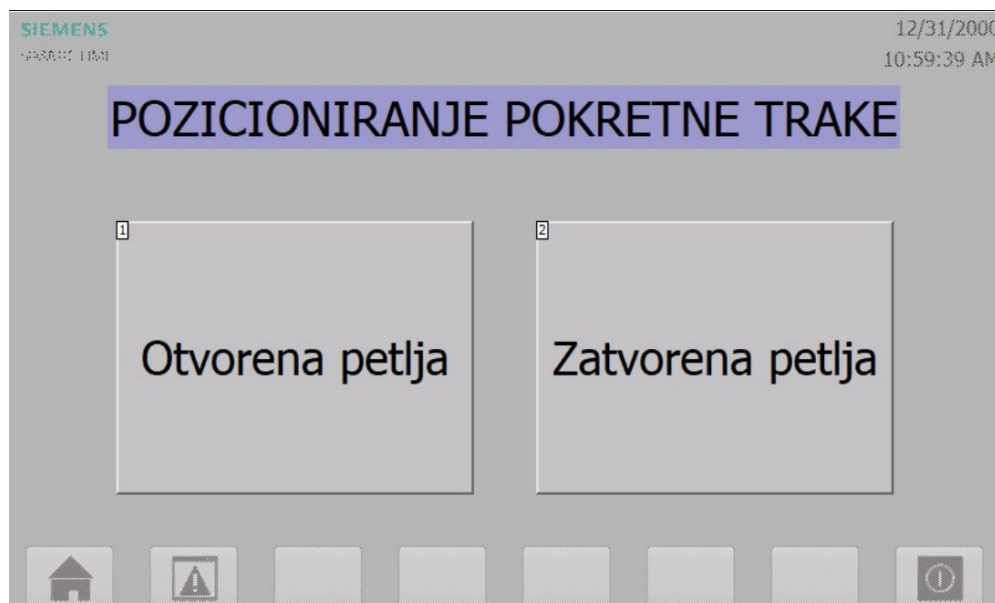 SIEMENS
12/31/2000
10:59:39 AM
POZICIONIRANJE POKRETNE TRAKE
1
2
Otvorena petlja
Zatvorena petlja